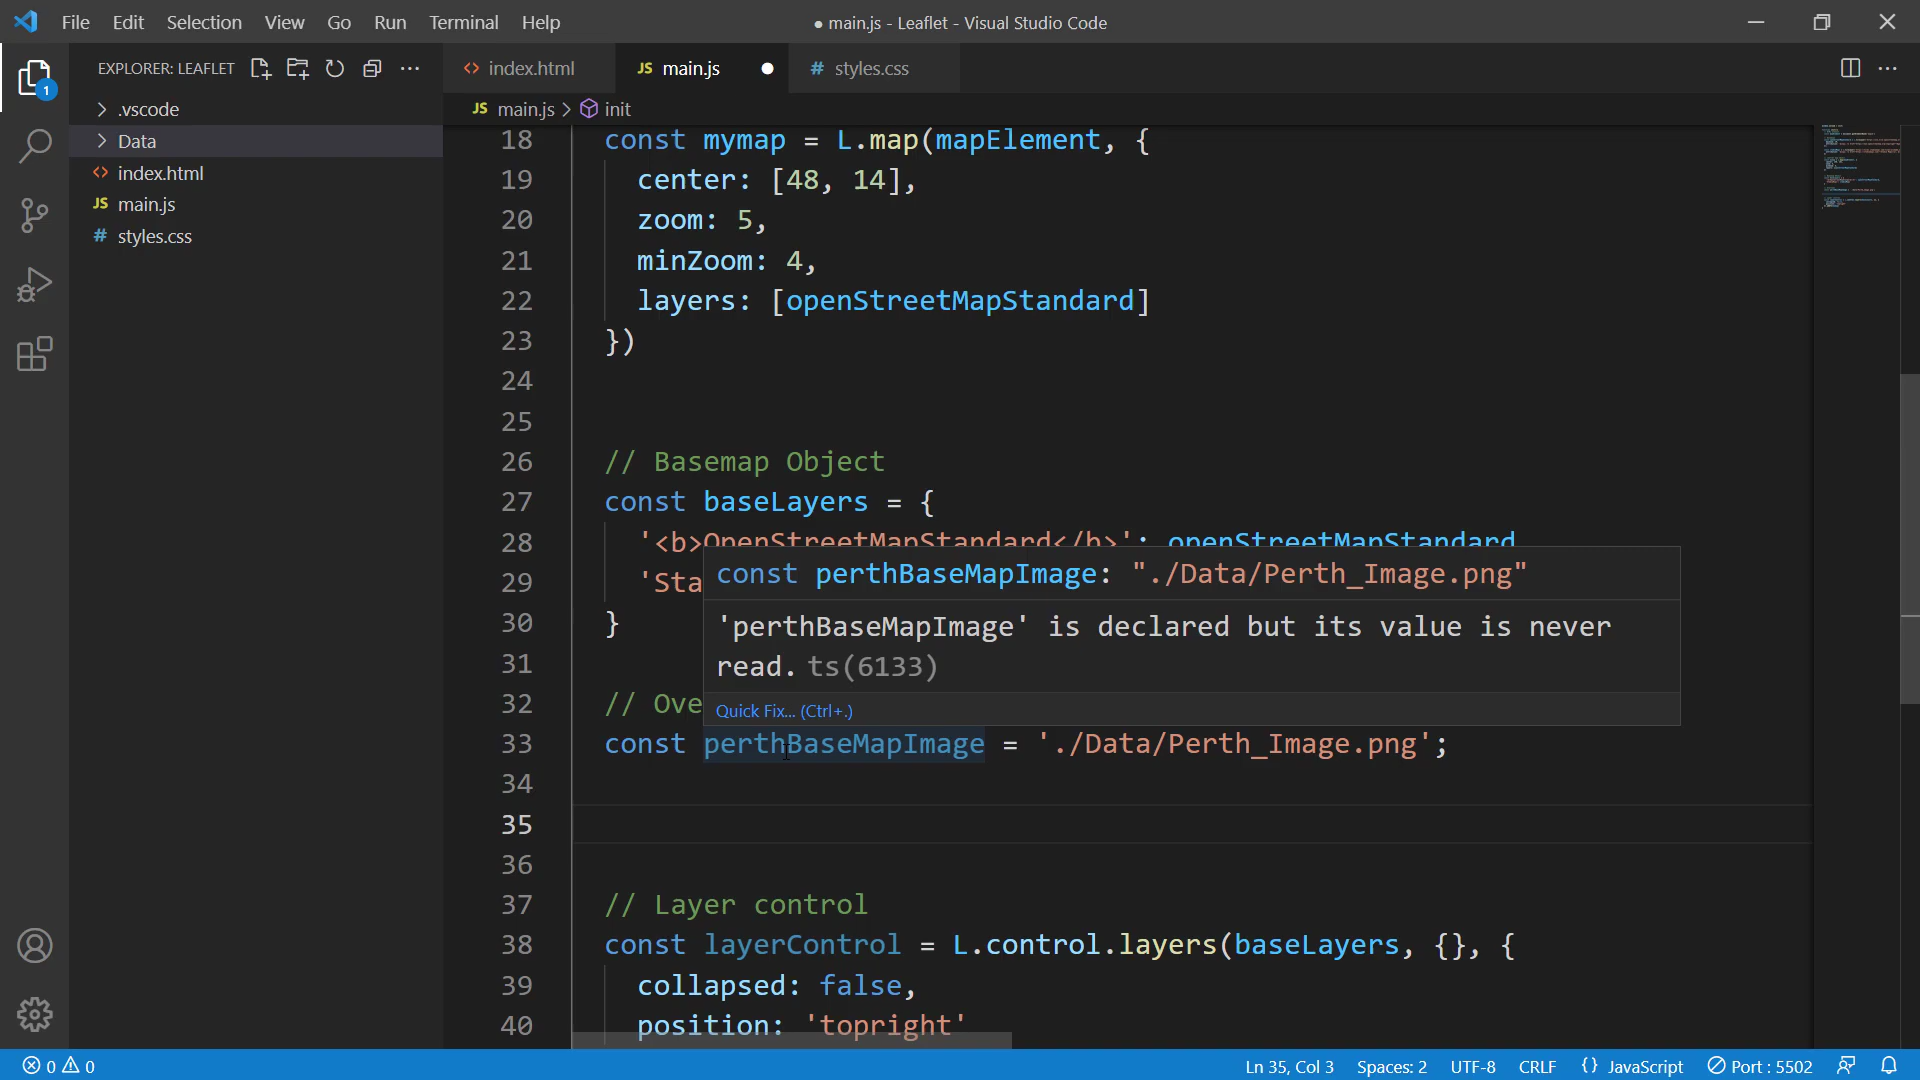 File Edit Selection View Go Run Terminal Help
● main.js - Leaflet - Visual Studio Code
EXPLORER: LEAFLET
1
.vscode
Data
index.html
JS main.js
# styles.css
<> index.html
JS main.js ●
# styles.css
JS main.js > init
18 const mymap = L.map(mapElement, {
19 center: [48, 14],
20 zoom: 5,
21 minZoom: 4,
22 layers: [openStreetMapStandard]
23 })
24
25
26 // Basemap Object
27 const baseLayers = {
28 '<b>OpenStreetMapStandard</b>': openStreetMapStandard
29 'Sta
const perthBaseMapImage: "./Data/Perth_Image.png"
30 }
'perthBaseMapImage' is declared but its value is never
31
read. ts(6133)
32 // Ove
Quick Fix... (Ctrl+.)
33 const perthBaseMapImage = './Data/Perth_Image.png';
34
35
36
37 // Layer control
38 const layerControl = L.control.layers(baseLayers, {}, {
39 collapsed: false,
40 position: 'topright'
0 0
Ln 35, Col 3 Spaces: 2 UTF-8 CRLF {} JavaScript Port : 5502